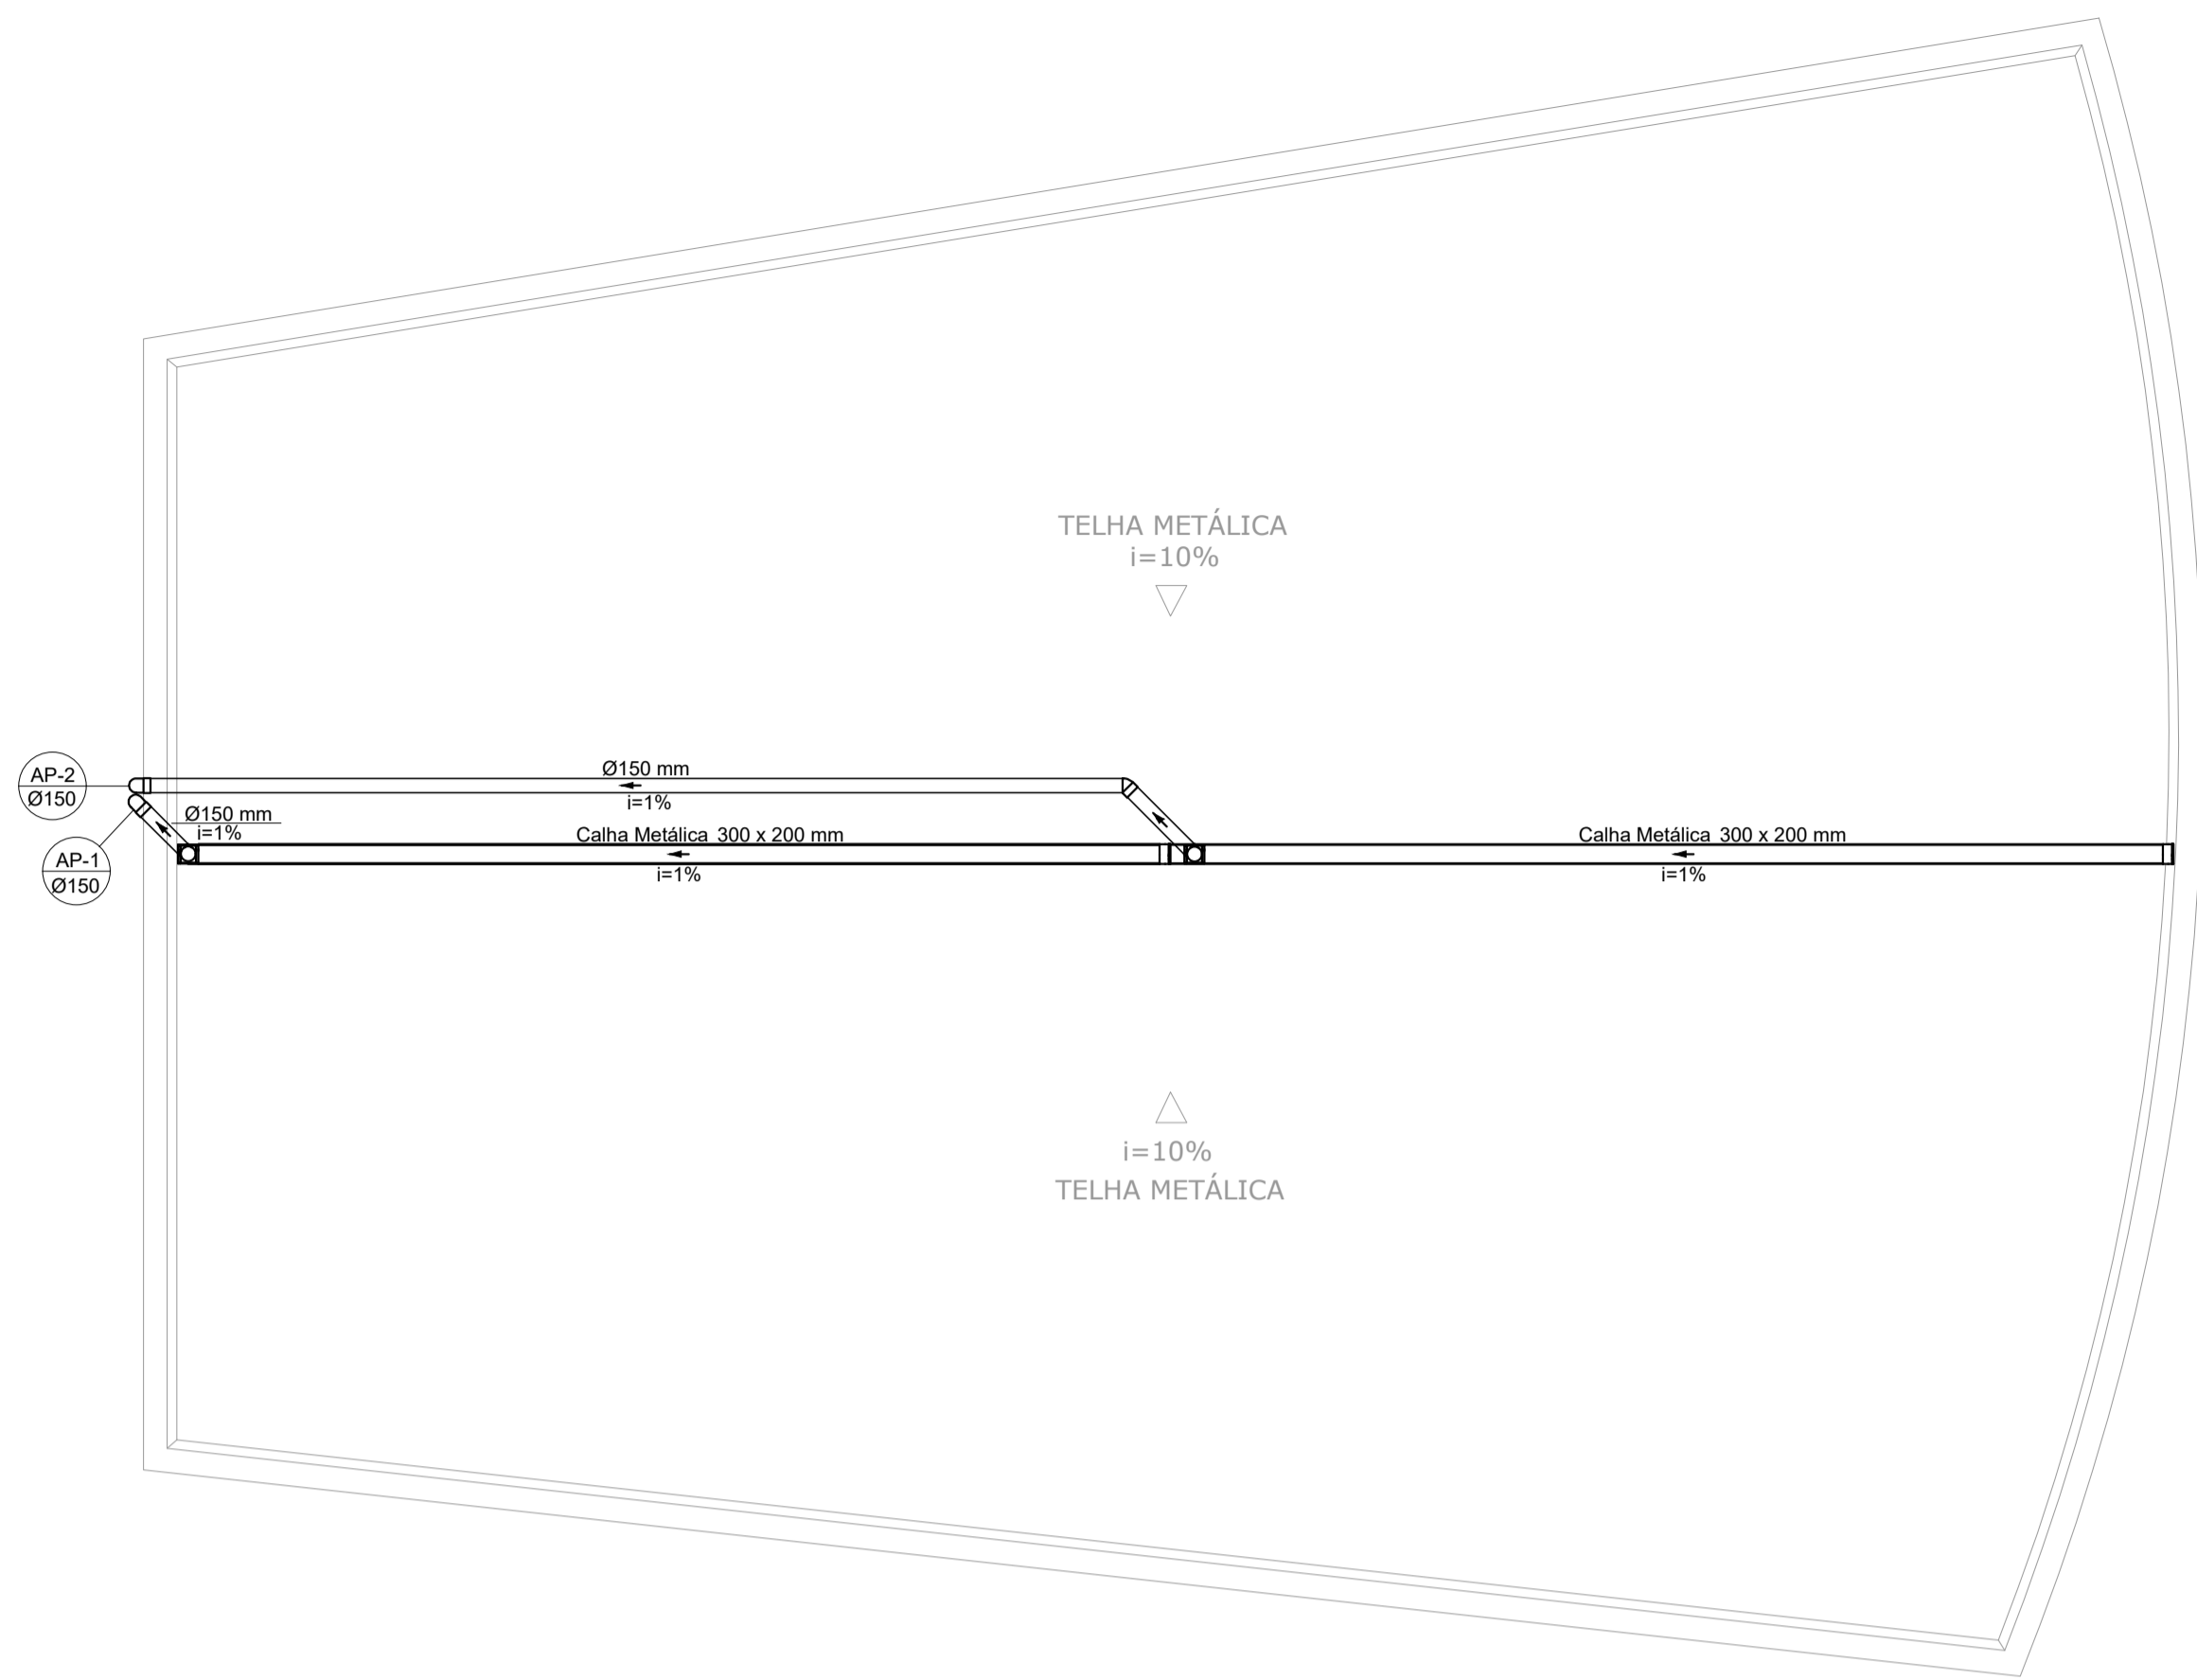 TELHA METÁLICA
i=10%
AP-2
Ø150
Ø150 mm
i=1%
Ø150 mm
i=1%
AP-1
Ø150
Calha Metálica 300 x 200 mm
i=1%
Calha Metálica 300 x 200 mm
i=1%
i=10%
TELHA METÁLICA